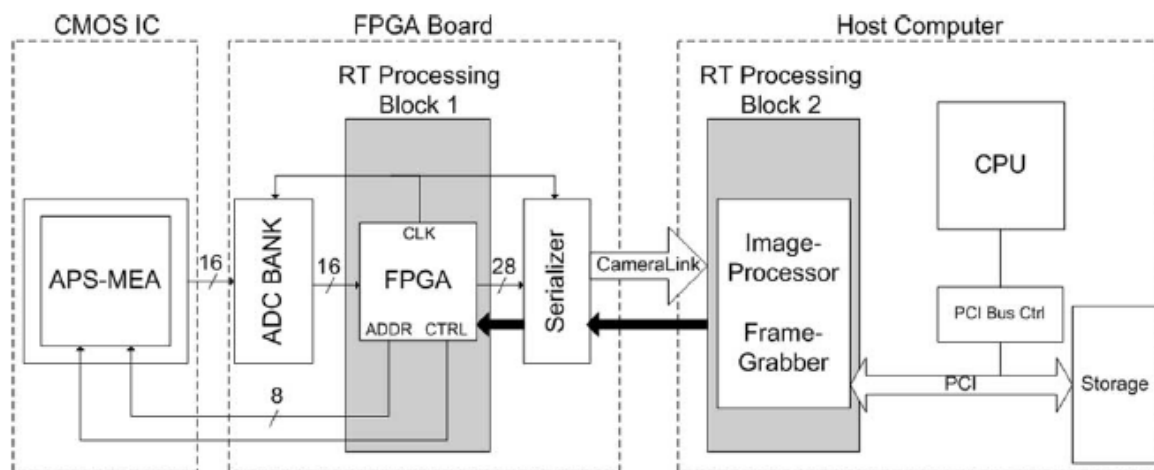 CMOS IC
FPGA Board
Host Computer
RT Processing
Block 1
RT Processing
Block 2
APS-MEA
16
ADC BANK
16
CLK
FPGA
ADDR CTRL
28
Serializer
CameraLink
8
Image-
Processor
Frame-
Grabber
CPU
PCI Bus Ctrl
PCI
Storage